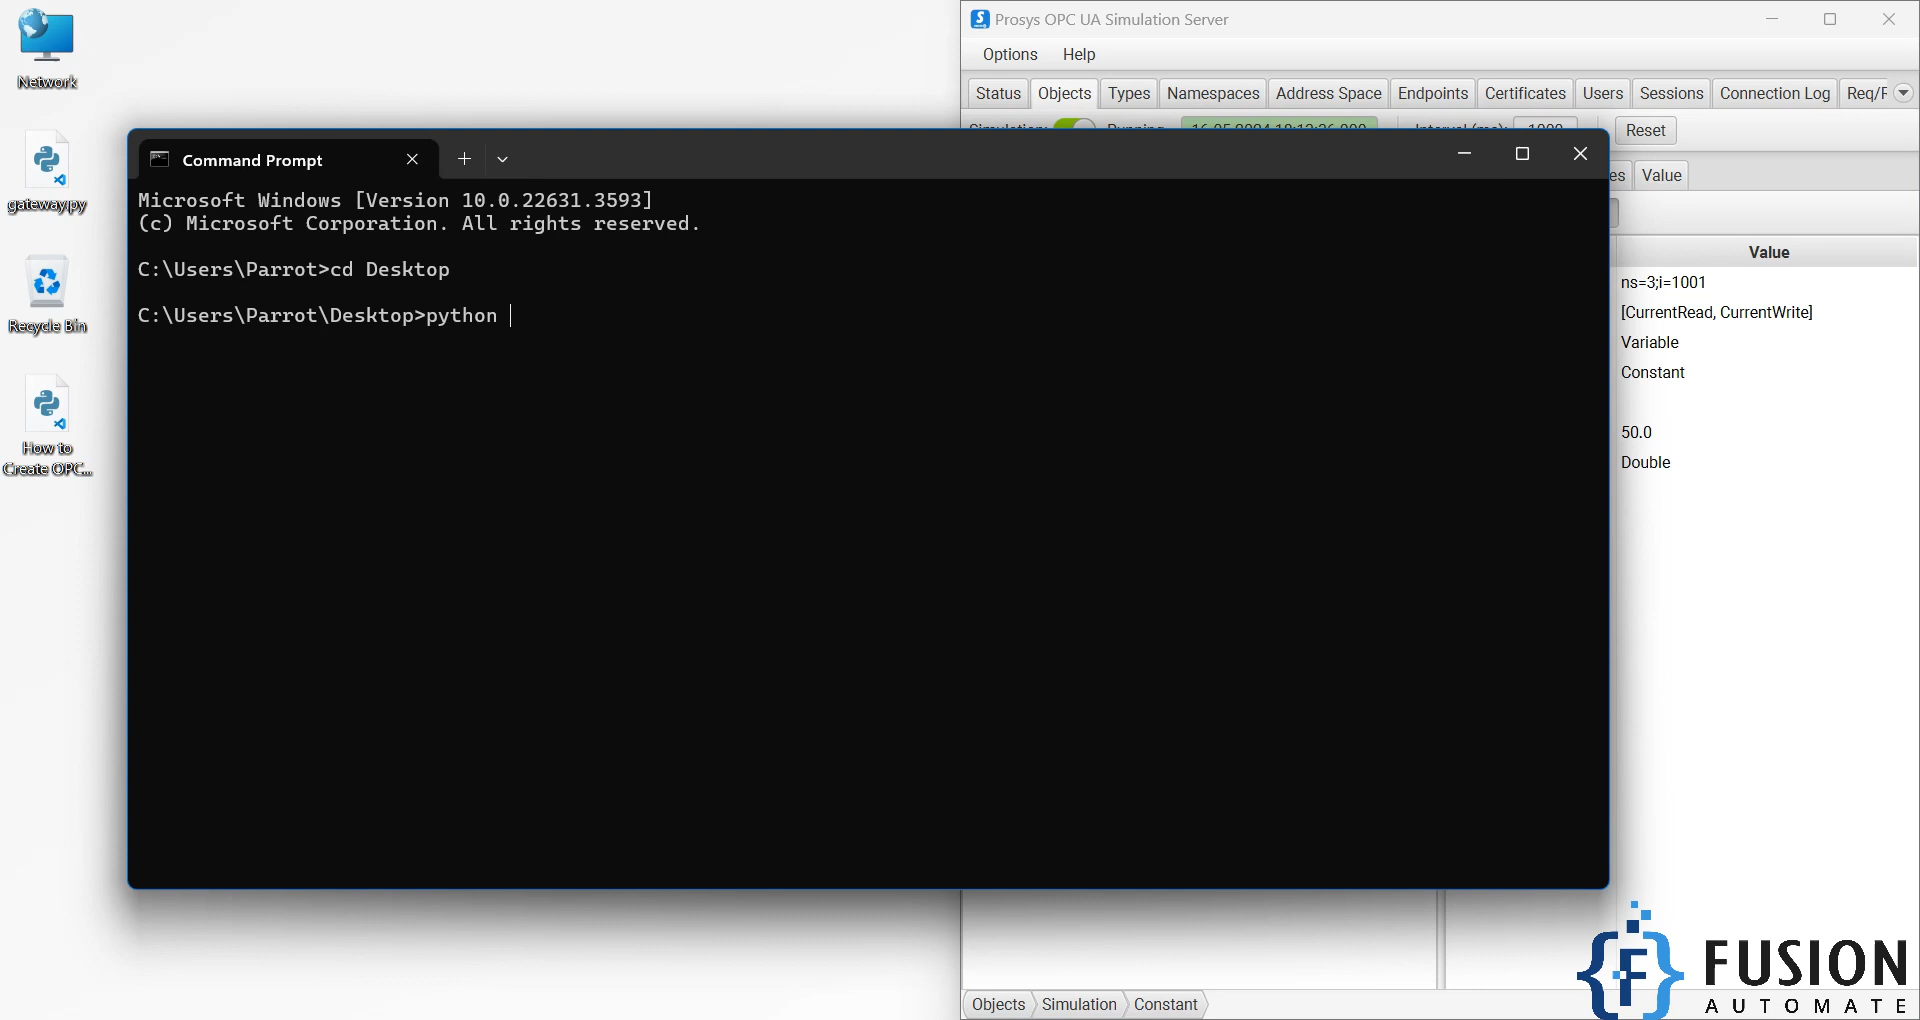 Network
gateway.py
Recycle Bin
How to
Create OPC...
Prosys OPC UA Simulation Server
Options Help
Status Objects Types Namespaces Address Space Endpoints Certificates Users Sessions Connection Log
Reset
Value
Value
ns=3;i=1001
[CurrentRead, CurrentWrite]
Variable
Constant
50.0
Double
Command Prompt
Microsoft Windows [Version 10.0.22631.3593]
(c) Microsoft Corporation. All rights reserved.
C:\Users\Parrot>cd Desktop
C:\Users\Parrot\Desktop>python
Objects Simulation Constant
FUSION
AUTOMATE